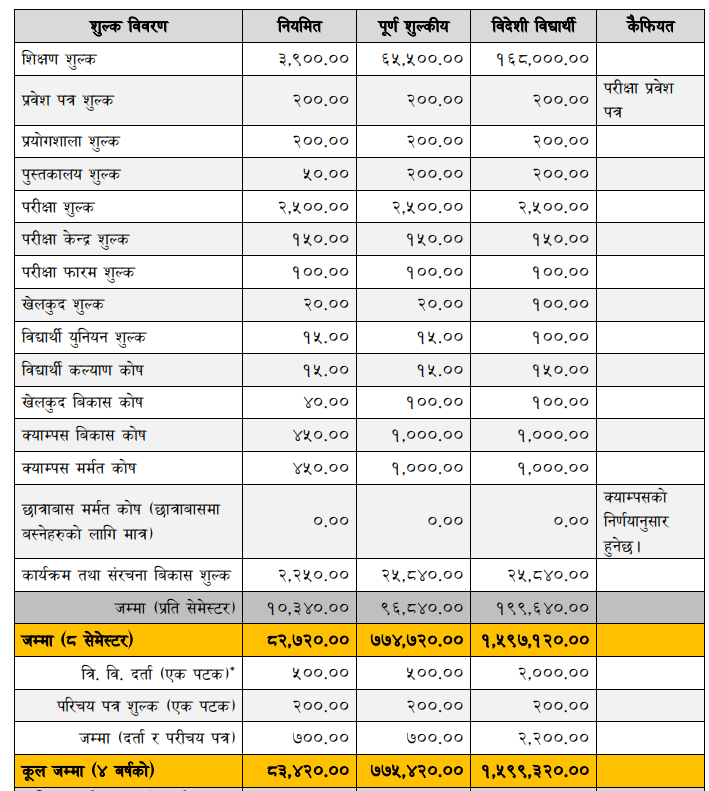 शुल्क विवरण नियमित पूर्ण शुल्कीय विदेशी विद्यार्थी कैफियत
शिक्षण शुल्क ३,९००.०० ६५,५००.०० १६८,०००.००
प्रवेश पत्र शुल्क २००.०० २००.०० २००.०० परीक्षा प्रवेश
पत्र
प्रयोगशाला शुल्क २००.०० २००.०० २००.००
पुस्तकालय शुल्क ५०.०० २००.०० २००.००
परीक्षा शुल्क २,५००.०० २,५००.०० २,५००.००
परीक्षा केन्द्र शुल्क १५०.०० १५०.०० १५०.००
परीक्षा फारम शुल्क १००.०० १००.०० १००.००
खेलकुद शुल्क २०.०० २०.०० १००.००
विद्यार्थी युनियन शुल्क १५.०० १५.०० १००.००
विद्यार्थी कल्याण कोष १५.०० १५.०० १५०.००
खेलकुद बिकास कोष ४०.०० १००.०० १००.००
क्याम्पस बिकास कोष ४५०.०० १,०००.०० १,०००.००
क्याम्पस मर्मत कोष ४५०.०० १,०००.०० १,०००.००
छात्राबास मर्मत कोष (छात्राबासमा
बस्नेहरुको लागि मात्र) ०.०० ०.०० ०.०० क्याम्पसको
निर्णयानुसार
हुनेछ।
कार्यक्रम तथा संरचना बिकास शुल्क २,२५०.०० २५,८४०.०० २५,८४०.००
जम्मा (प्रति सेमेस्टर) १०,३४०.०० ९६,८४०.०० १९९,६४०.००
जम्मा (८ सेमेस्टर) ८२,७२०.०० ७७४,७२०.०० १,५९७,१२०.००
त्रि. वि. दर्ता (एक पटक)* ५००.०० ५००.०० २,०००.००
परिचय पत्र शुल्क (एक पटक) २००.०० २००.०० २००.००
जम्मा (दर्ता र परीचय पत्र) ७००.०० ७००.०० २,२००.००
कूल जम्मा (४ बर्षको) ८३,४२०.०० ७७५,४२०.०० १,५९९,३२०.००